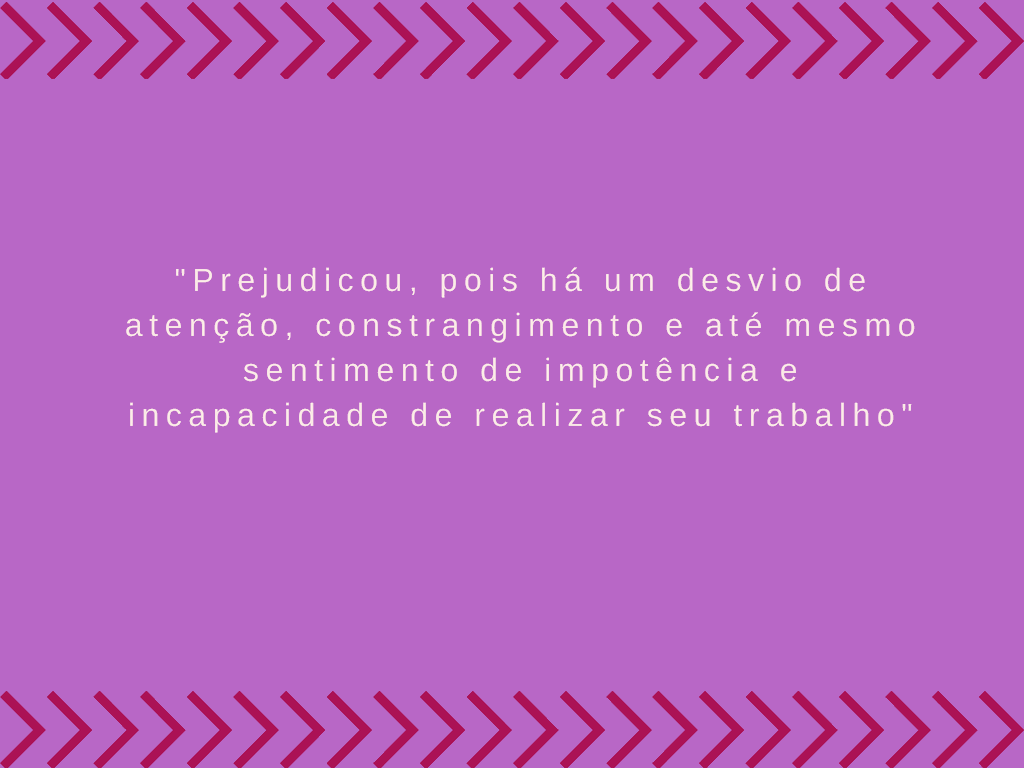 "Prejudicou, pois há um desvio de
atenção, constrangimento e até mesmo
sentimento de impotência e
incapacidade de realizar seu trabalho"